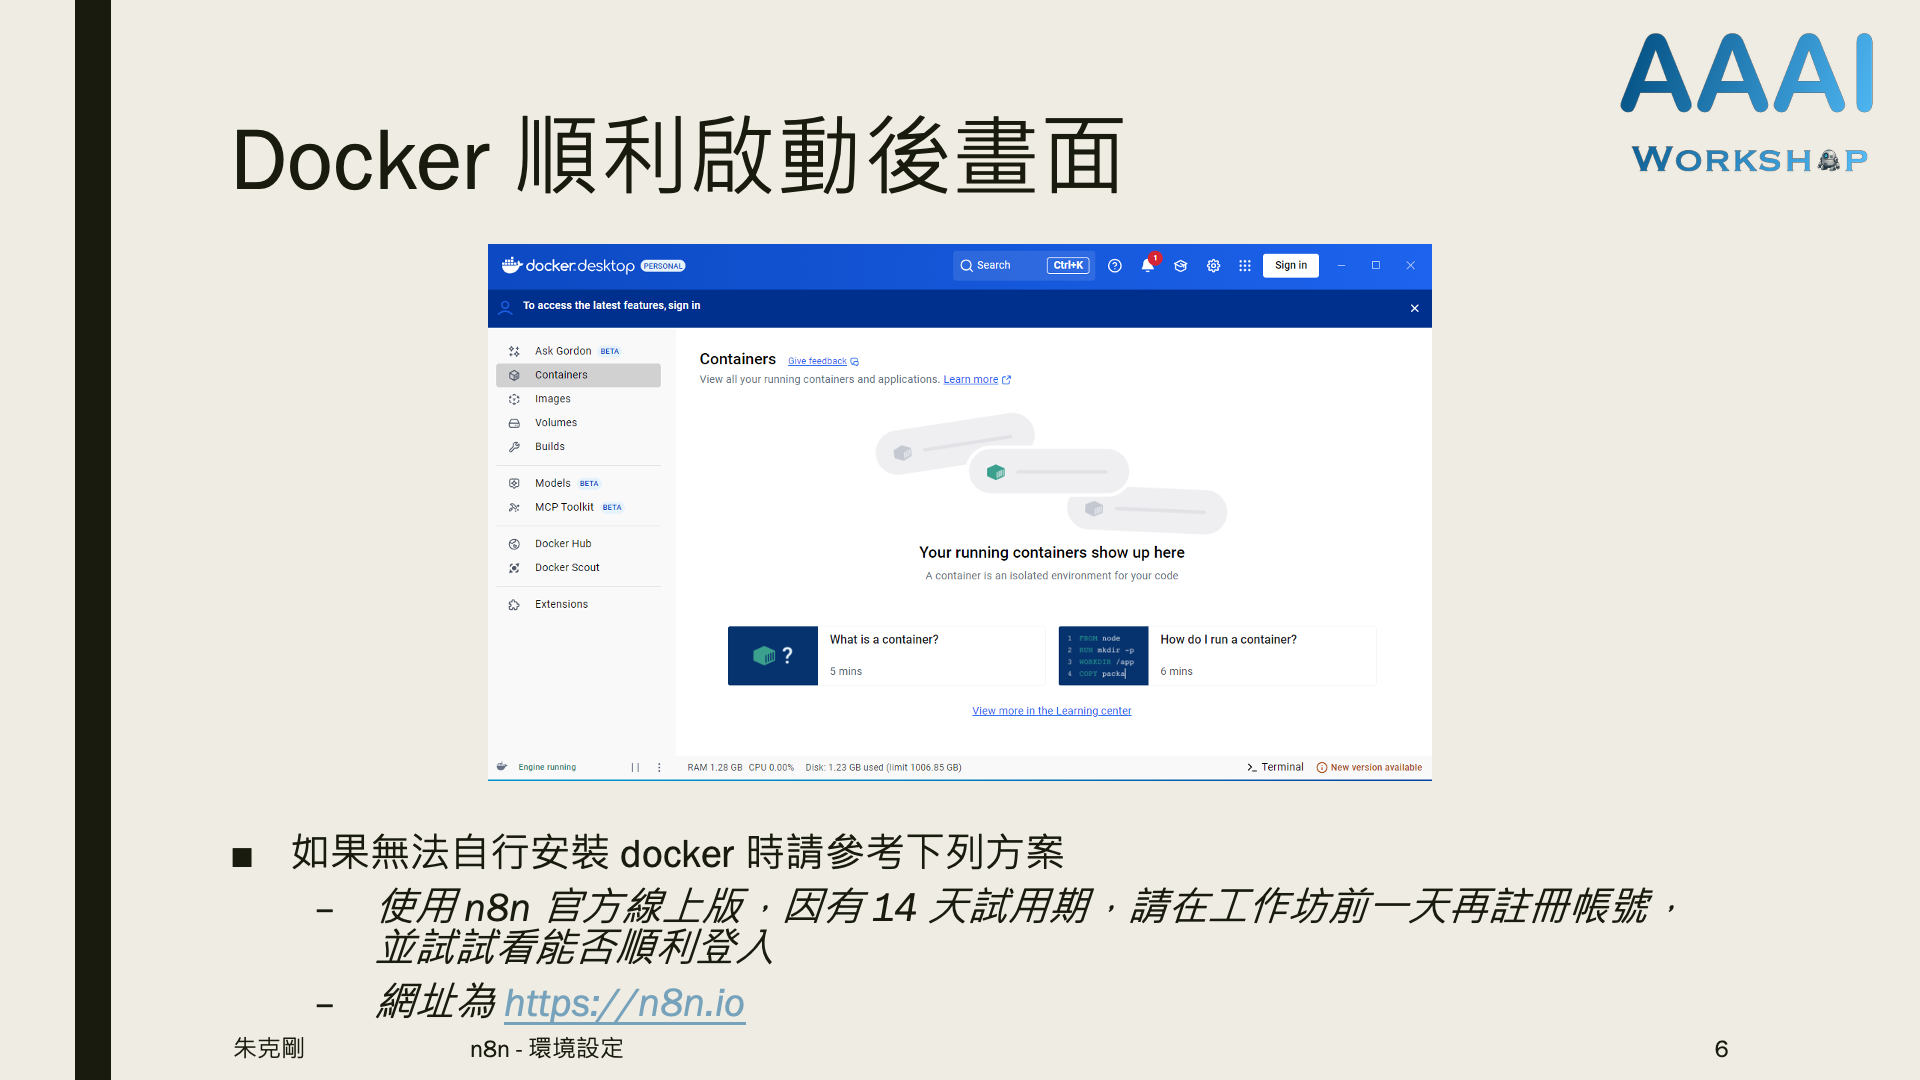 AAAI
WORKSHOP
Docker 順利啟動後畫面
docker.desktop PERSONAL
Search Ctrl+K
1
Sign in
To access the latest features, sign in
Ask Gordon BETA
Containers
Images
Volumes
Builds
Models BETA
MCP Toolkit BETA
Docker Hub
Docker Scout
Extensions
Containers Give feedback
View all your running containers and applications. Learn more
Your running containers show up here
A container is an isolated environment for your code
?
What is a container?
5 mins
1 FROM node
2 RUN mkdir -p
3 WORKDIR /app
4 COPY packa
How do I run a container?
6 mins
View more in the Learning center
Engine running
RAM 1.28 GB CPU 0.00% Disk: 1.23 GB used (limit 1006.85 GB)
>_ Terminal
New version available
■ 如果無法自行安裝 docker 時請參考下列方案
– 使用 n8n 官方線上版，因有 14 天試用期，請在工作坊前一天再註冊帳號，
並試試看能否順利登入
– 網址為 https://n8n.io
朱克剛
n8n - 環境設定
6